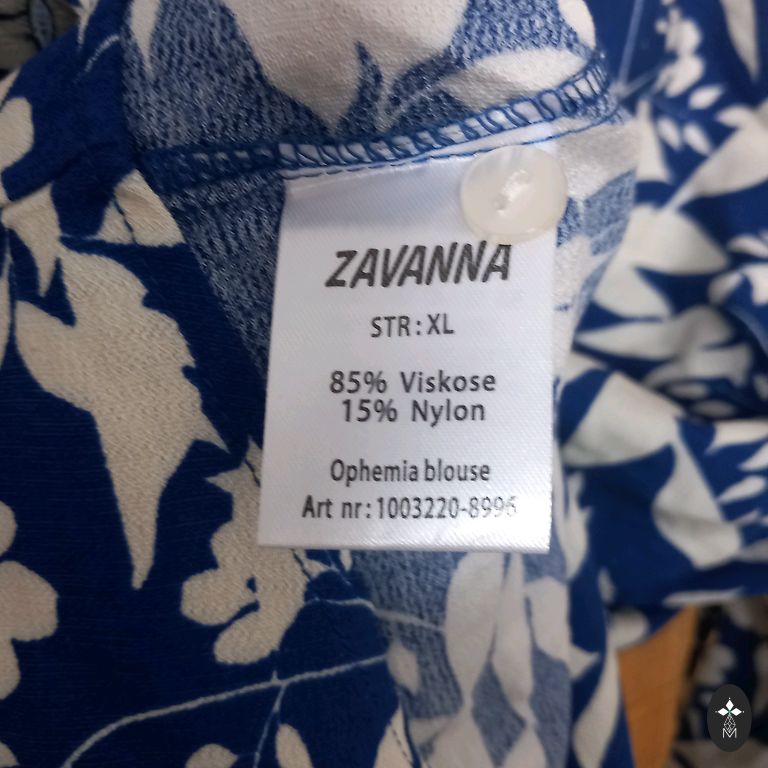 ZAVANNA
STR:XL
85% Viskose
15% Nylon
Ophemia blouse
Art nr:1003220-8996